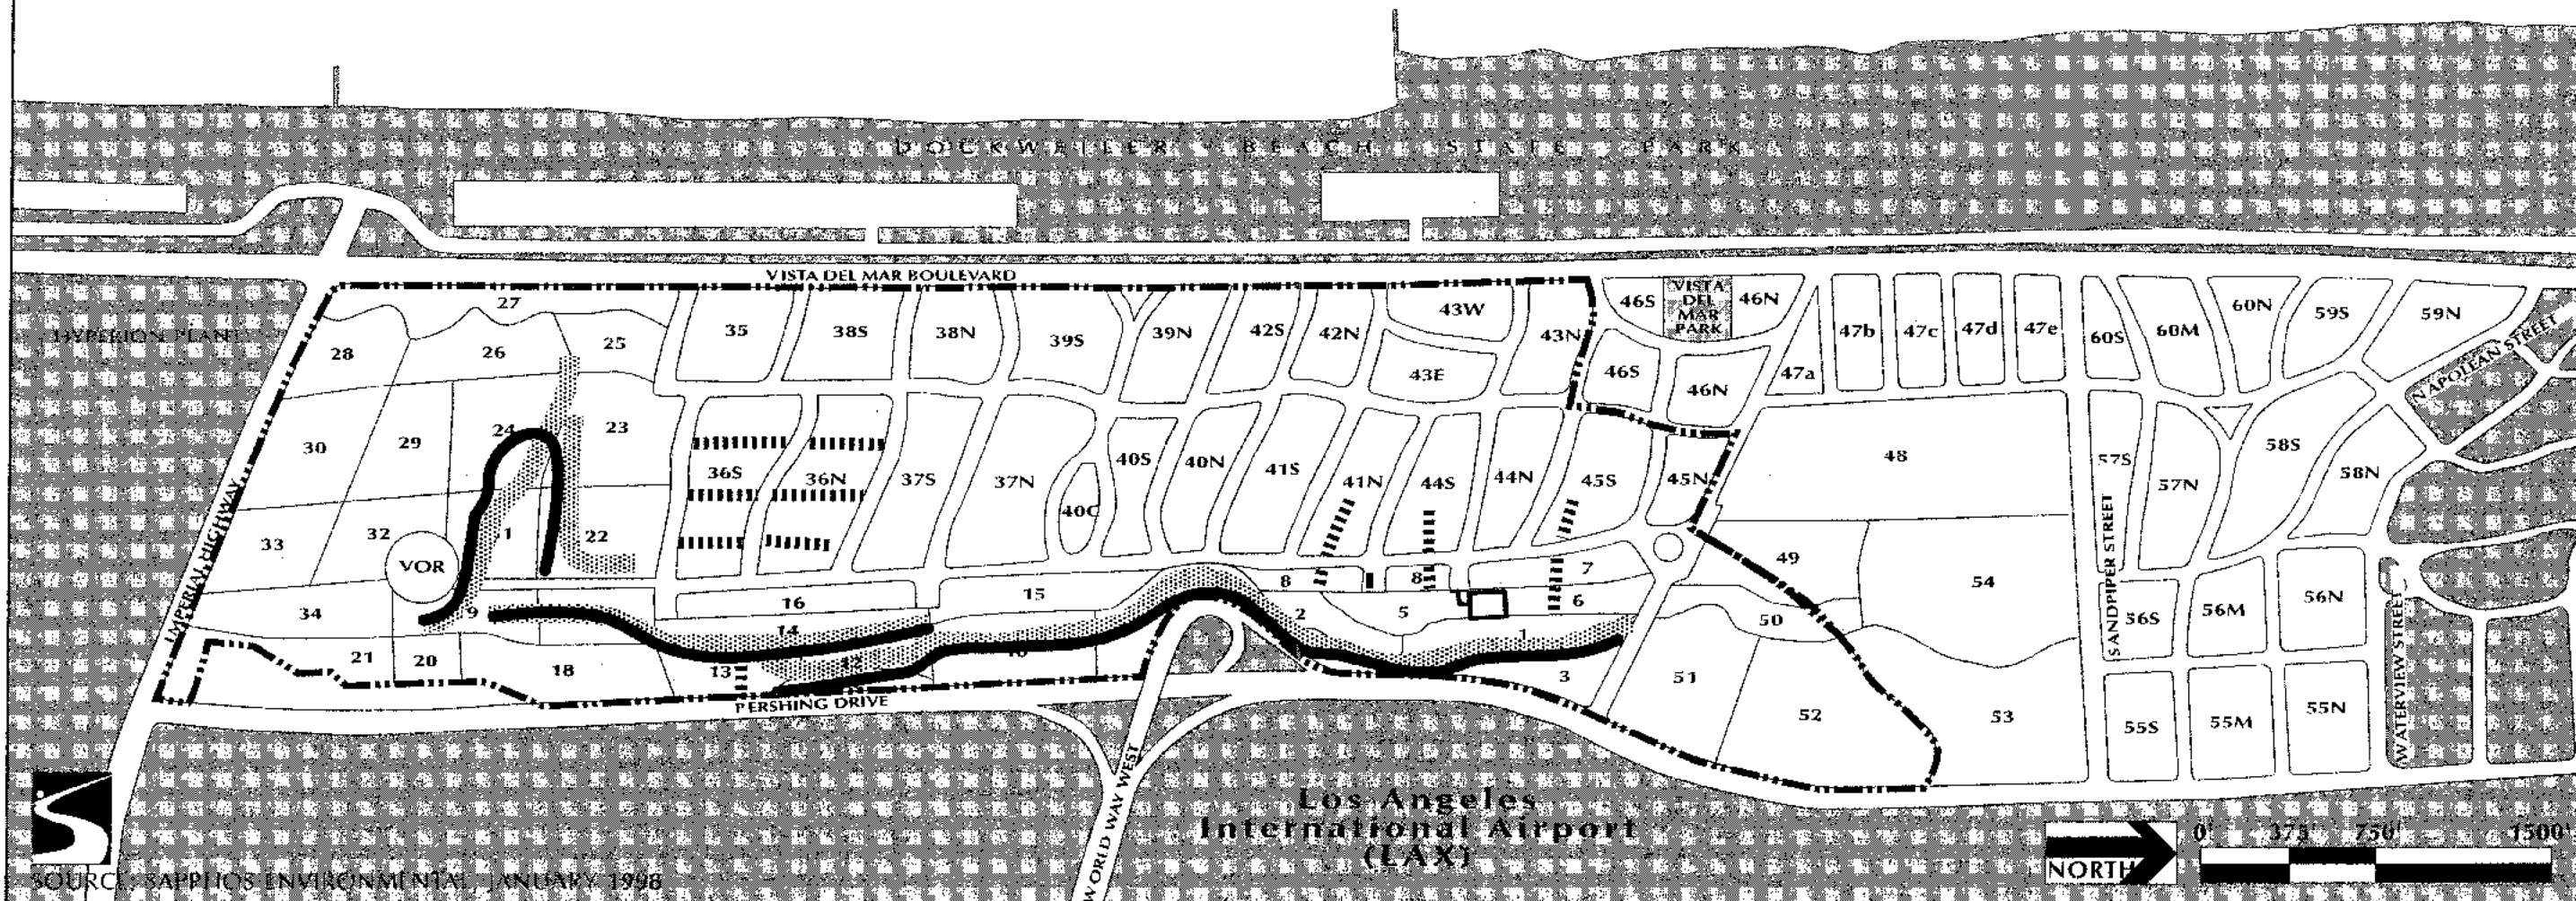 DOCKWEILER BEACH STATE PARK
VISTA DEL MAR BOULEVARD
HYPERION PLANT
27
28
26
25
35
38S
38N
39S
39N
42S
42N
43W
43N
43E
46S
VISTA
DEL
MAR
PARK
46N
46S
46N
47a
47b
47c
47d
47e
60S
60M
60N
59S
59N
NAPOLEAN STREET
30
29
24
23
36S
36N
37S
37N
40C
40S
40N
41S
41N
44S
44N
45S
45N
48
57S
57N
58S
58N
IMPERIAL HIGHWAY
33
32
VOR
22
49
54
SANDPIPER STREET
34
9
16
15
8
8
7
2
5
6
50
56S
56M
56N
WATERVIEW STREET
21
20
18
13
14
12
1
3
51
52
53
55S
55M
55N
PERSHING DRIVE
WORLD WAY WEST
Los Angeles
International Airport
(LAX)
NORTH
0' 375 750' 1500'
SOURCE: SAPPHOS ENVIRONMENTAL, JANUARY 1998